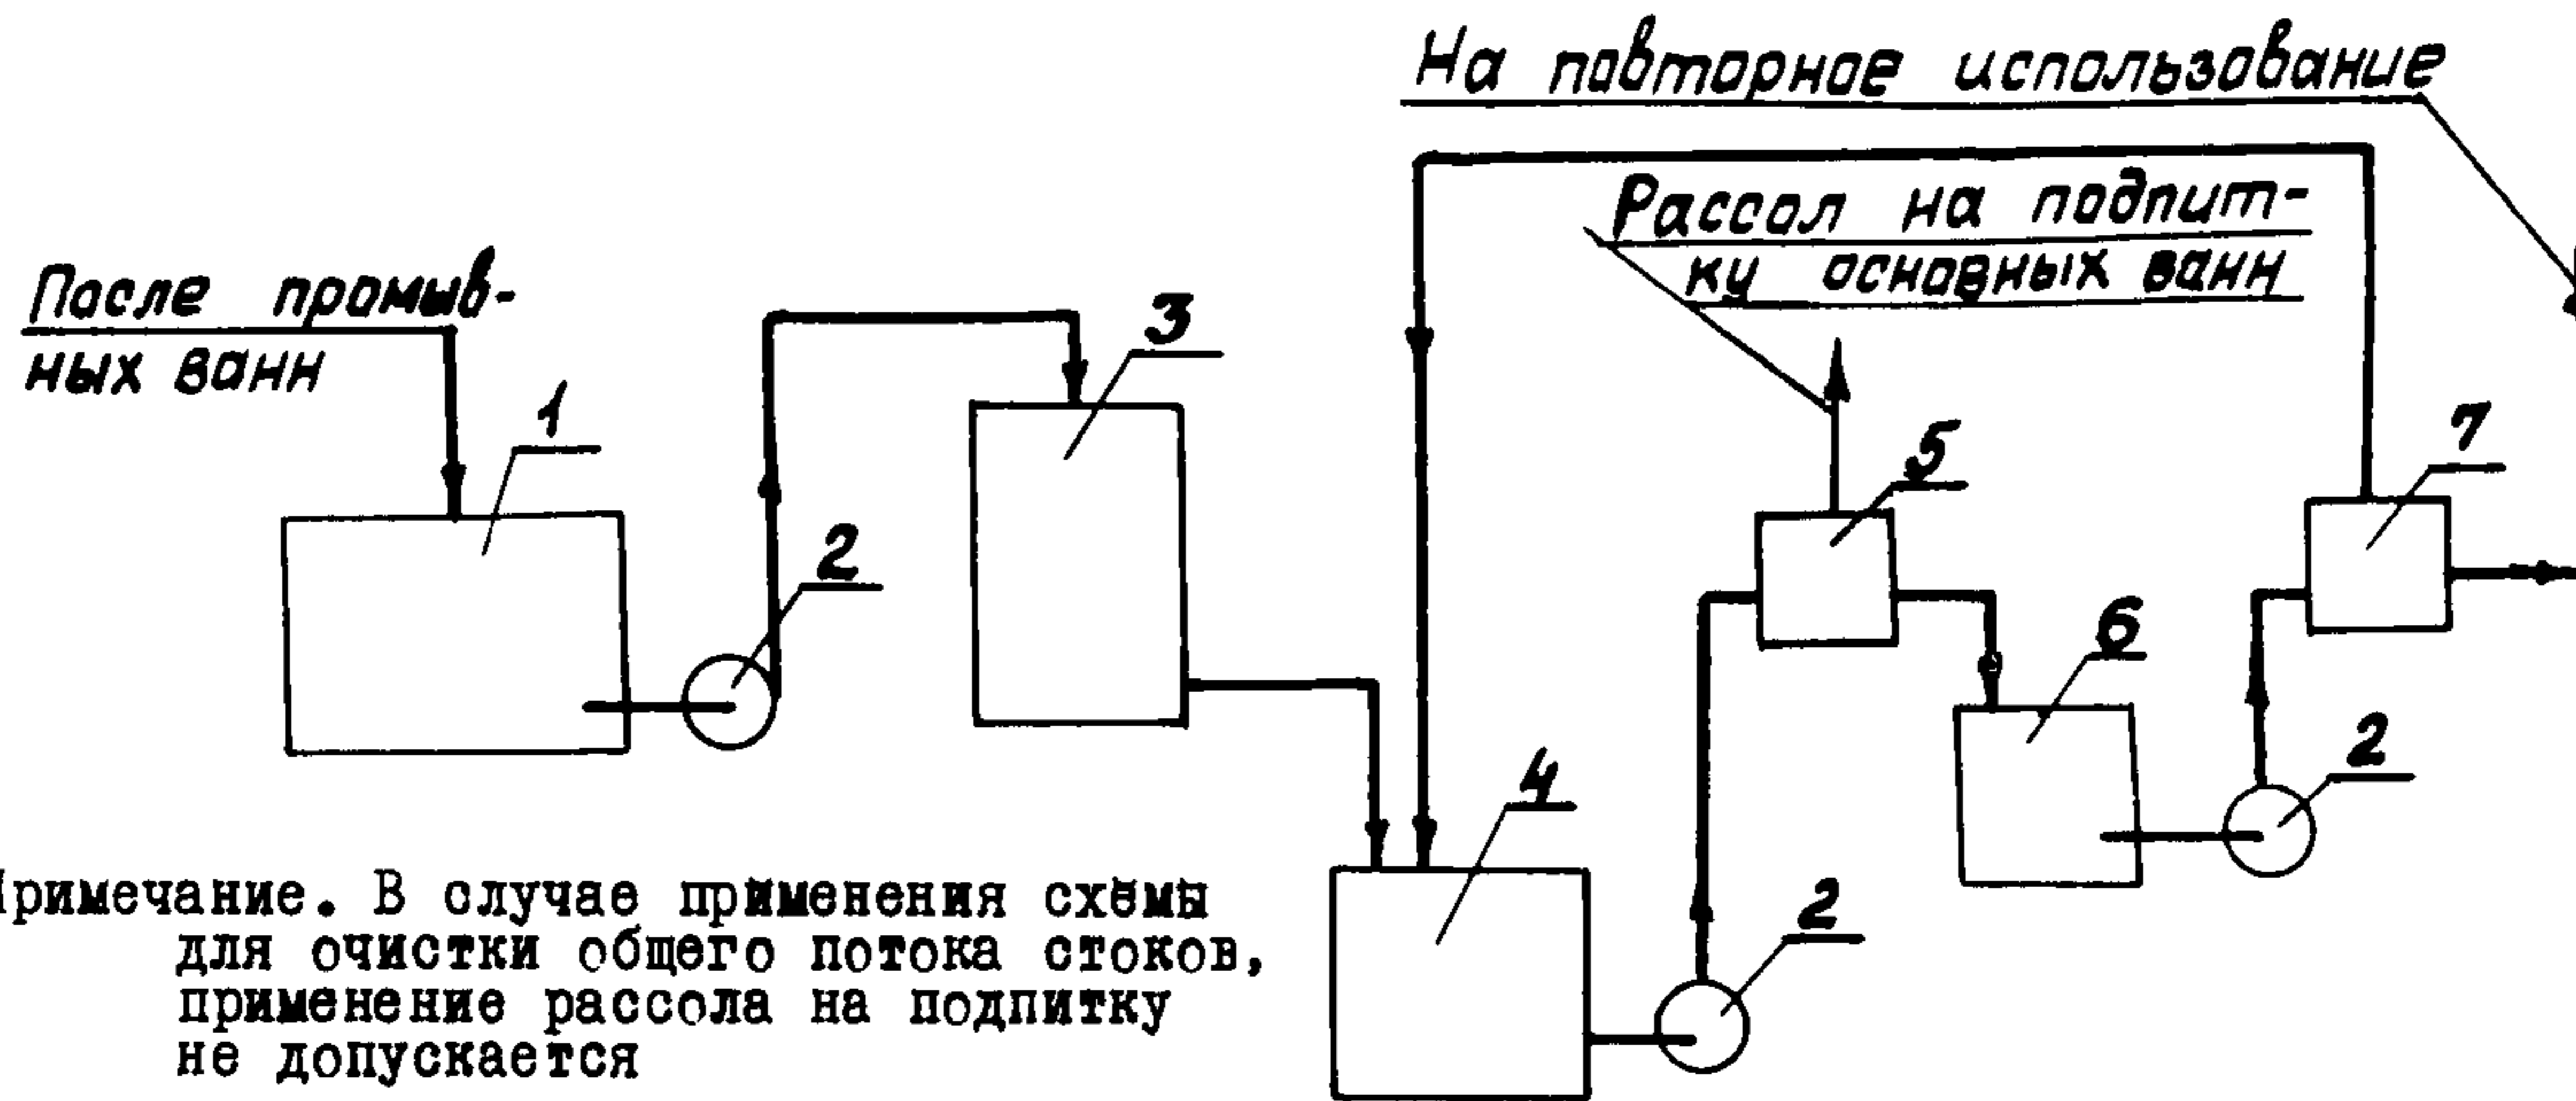 На повторное использование
Рассол на подпит-
ку основных ванн
После промыв-
ных ванн
1
2
3
4
5
6
7
2
2
Примечание. В случае применения схемы
для очистки общего потока стоков,
применение рассола на подпитку
не допускается